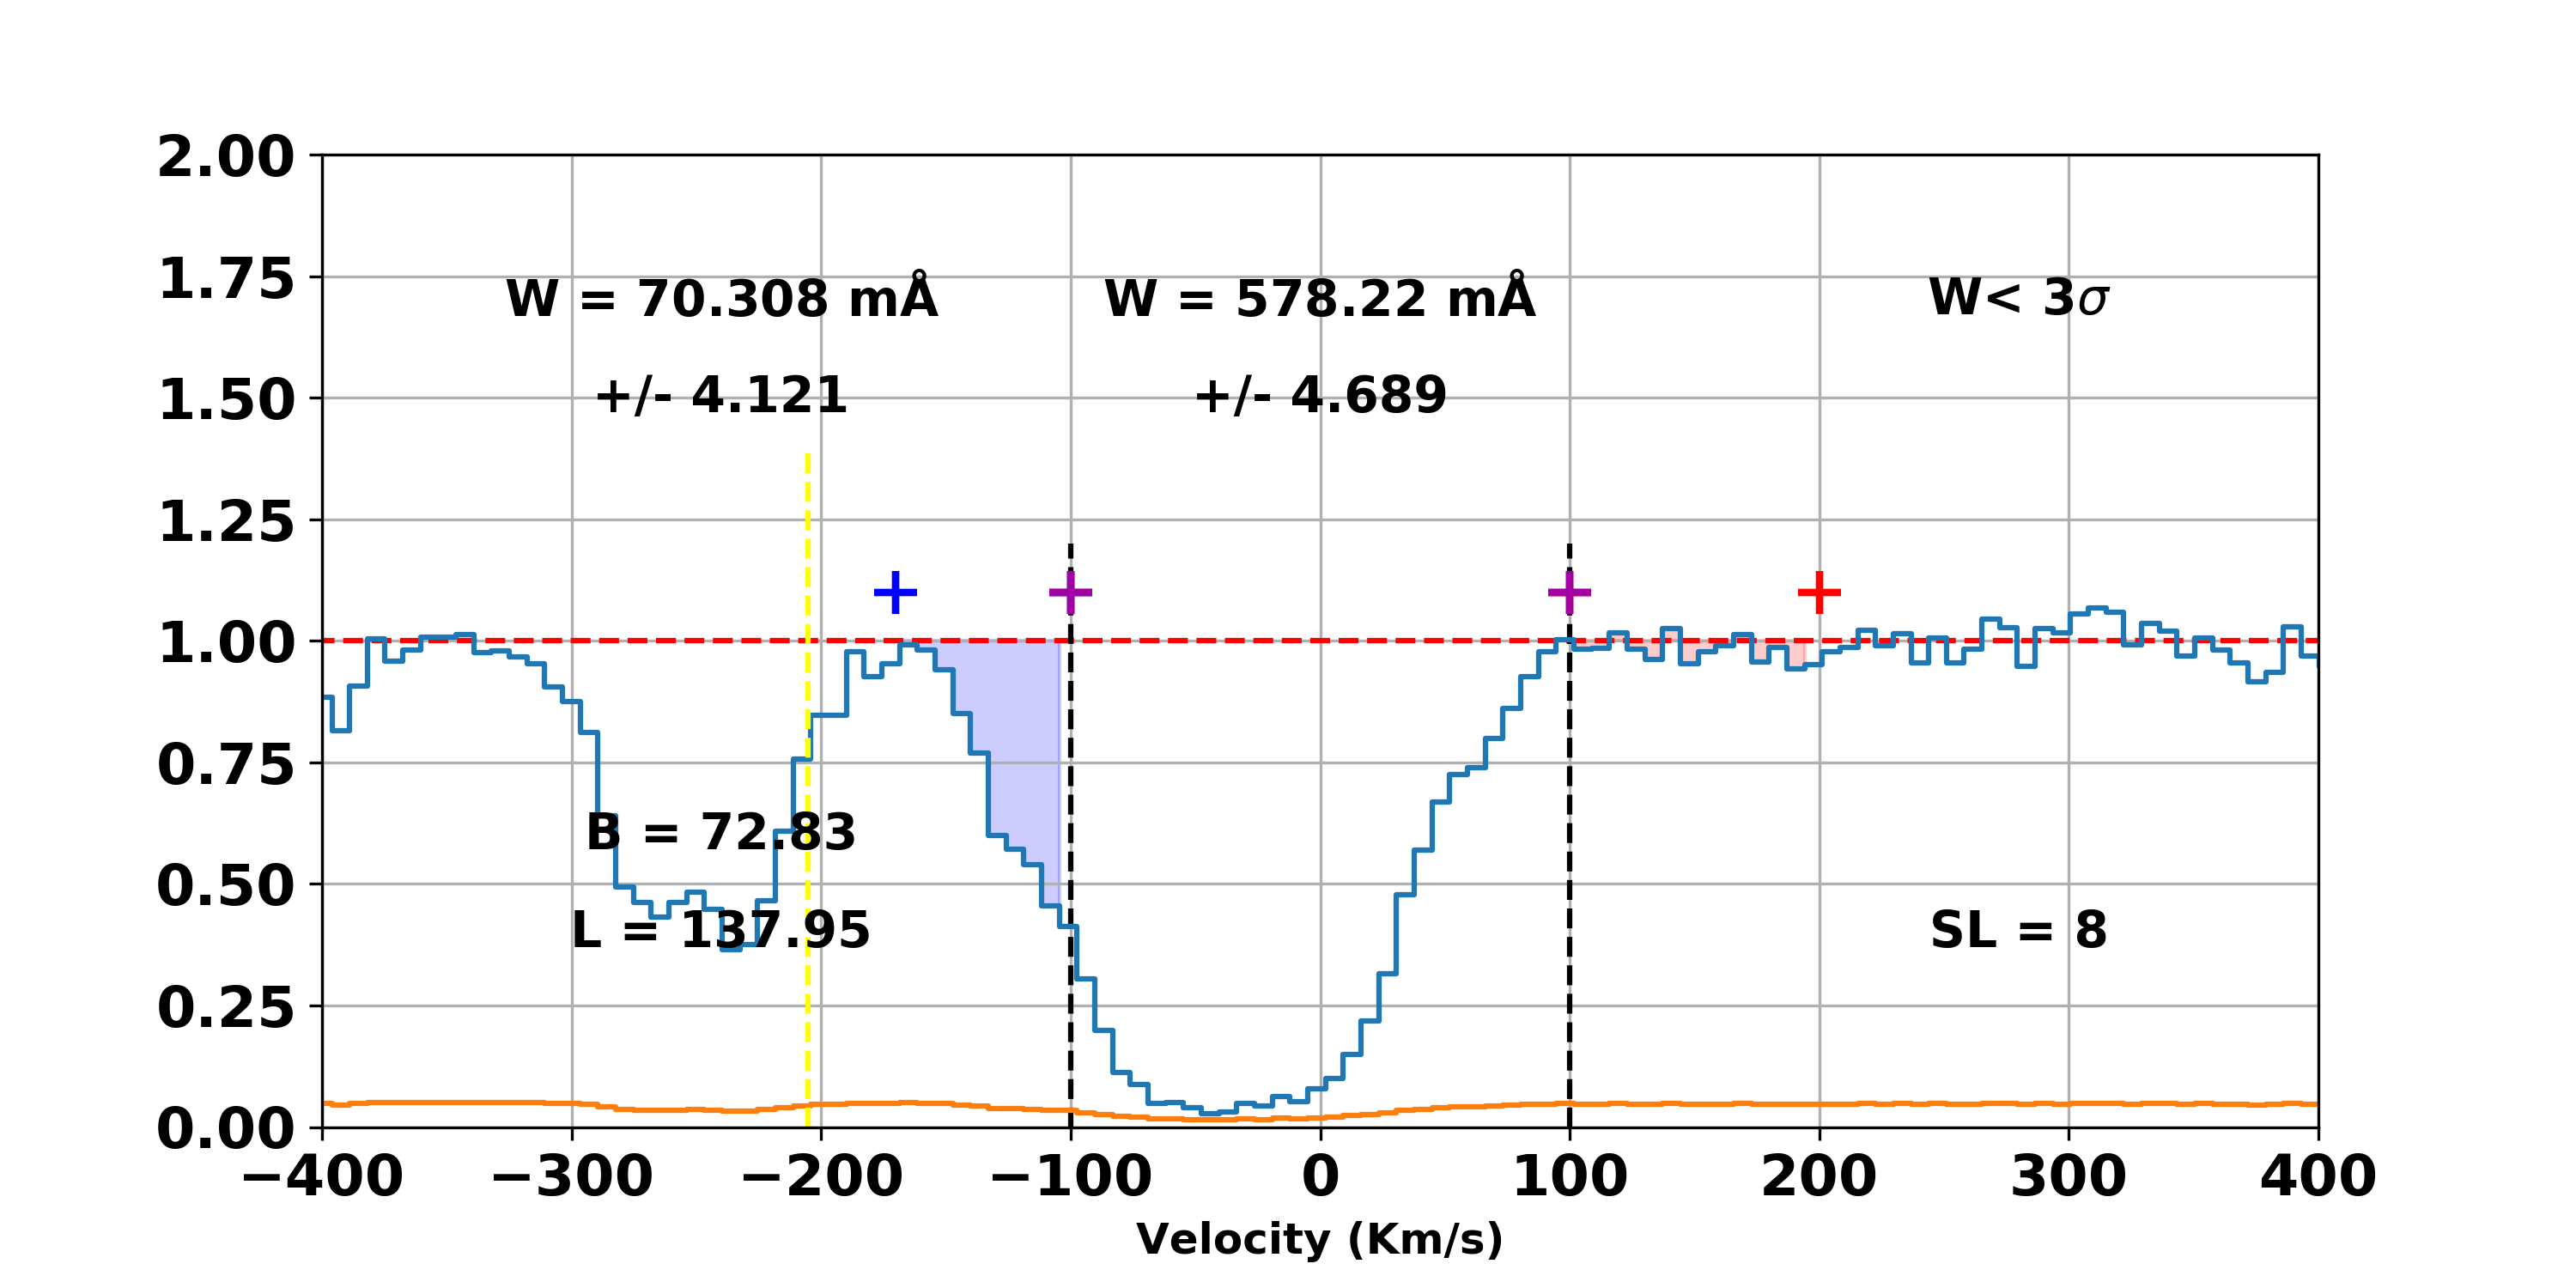 2.00
1.75
W = 70.308 mÅ W = 578.22 mÅ W< 3σ
1.50
+/- 4.121 +/- 4.689
1.25
1.00
0.75
B = 72.83
0.50
L = 137.95 SL = 8
0.25
0.00
−400 −300 −200 −100 0 100 200 300 400
Velocity (Km/s)